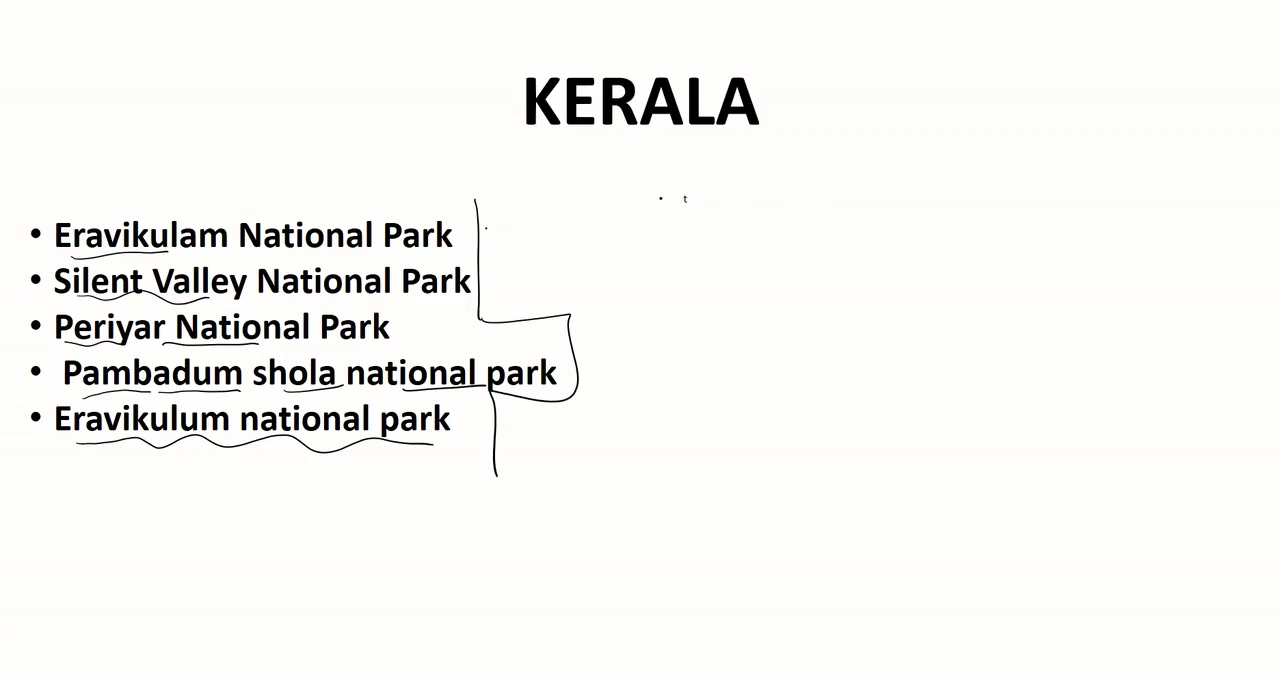 KERALA
t
• Eravikulam National Park
• Silent Valley National Park
• Periyar National Park
• Pambadum shola national park
• Eravikulum national park